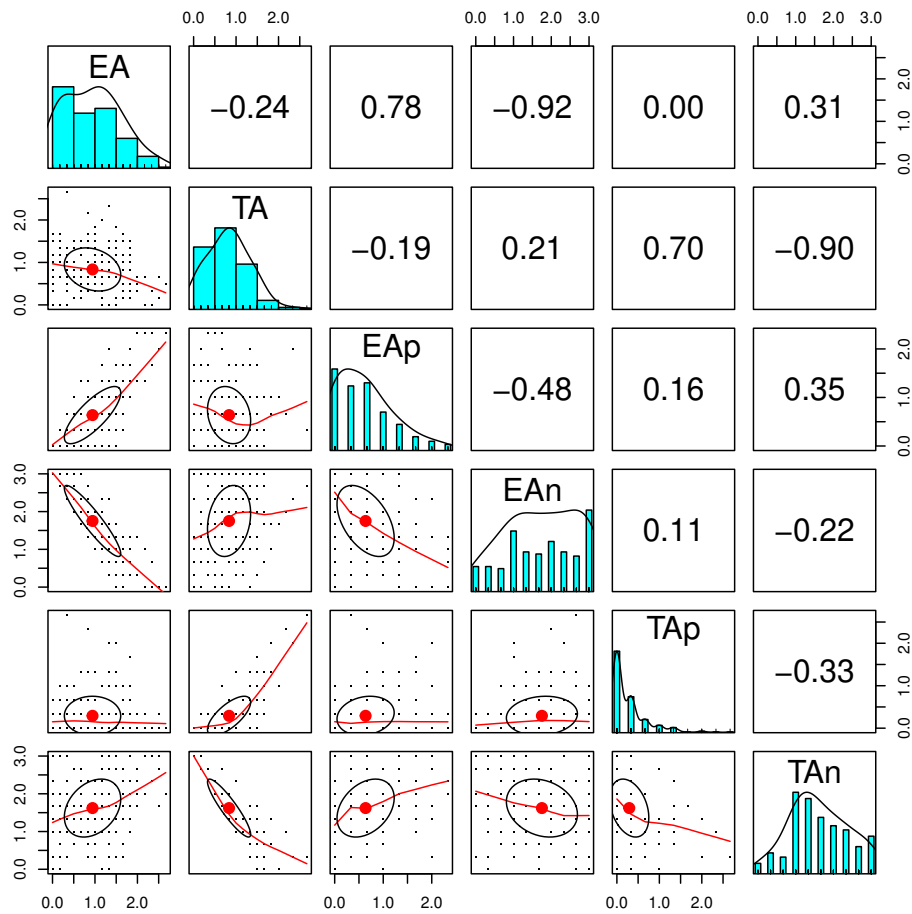 0.0 1.0 2.0 0.0 1.0 2.0 3.0 0.0 1.0 2.0 3.0
EA −0.24 0.78 −0.92 0.00 0.31 0.0 1.0 2.0
0.0 1.0 2.0 TA −0.19 0.21 0.70 −0.90
EAp −0.48 0.16 0.35 0.0 1.0 2.0
0.0 1.0 2.0 3.0 EAn 0.11 −0.22
TAp −0.33 0.0 1.0 2.0
0.0 1.0 2.0 3.0 TAn
0.0 1.0 2.0 0.0 1.0 2.0 0.0 1.0 2.0